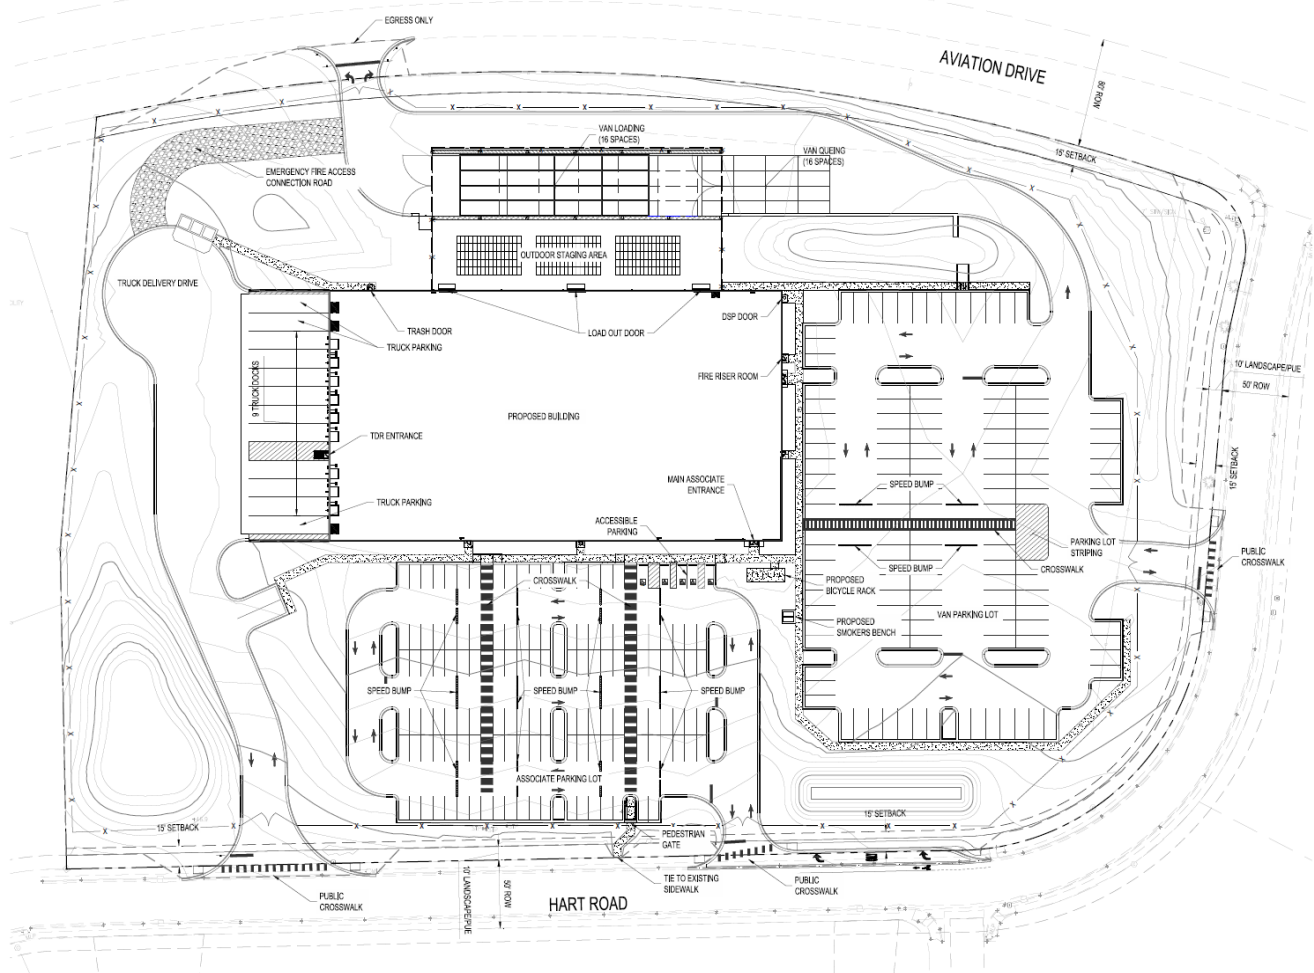 EGRESS ONLY
AVIATION DRIVE
80' ROW
VAN LOADING
(16 SPACES)
VAN QUEING
(16 SPACES)
15' SETBACK
EMERGENCY FIRE ACCESS
CONNECTION ROAD
OUTDOOR STAGING AREA
TRUCK DELIVERY DRIVE
DSP DOOR
TRASH DOOR
LOAD OUT DOOR
TRUCK PARKING
10' LANDSCAPE/PUE
FIRE RISER ROOM
50' ROW
9 TRUCK DOCKS
PROPOSED BUILDING
TDR ENTRANCE
15' SETBACK
MAIN ASSOCIATE
ENTRANCE
SPEED BUMP
TRUCK PARKING
ACCESSIBLE
PARKING
PARKING LOT
STRIPING
PUBLIC
CROSSWALK
SPEED BUMP
CROSSWALK
CROSSWALK
PROPOSED
BICYCLE RACK
VAN PARKING LOT
PROPOSED
SMOKERS BENCH
SPEED BUMP
SPEED BUMP
SPEED BUMP
ASSOCIATE PARKING LOT
15' SETBACK
15' SETBACK
PEDESTRIAN
GATE
TIE TO EXISTING
SIDEWALK
PUBLIC
CROSSWALK
PUBLIC
CROSSWALK
10' LANDSCAPE/PUE
50' ROW
HART ROAD